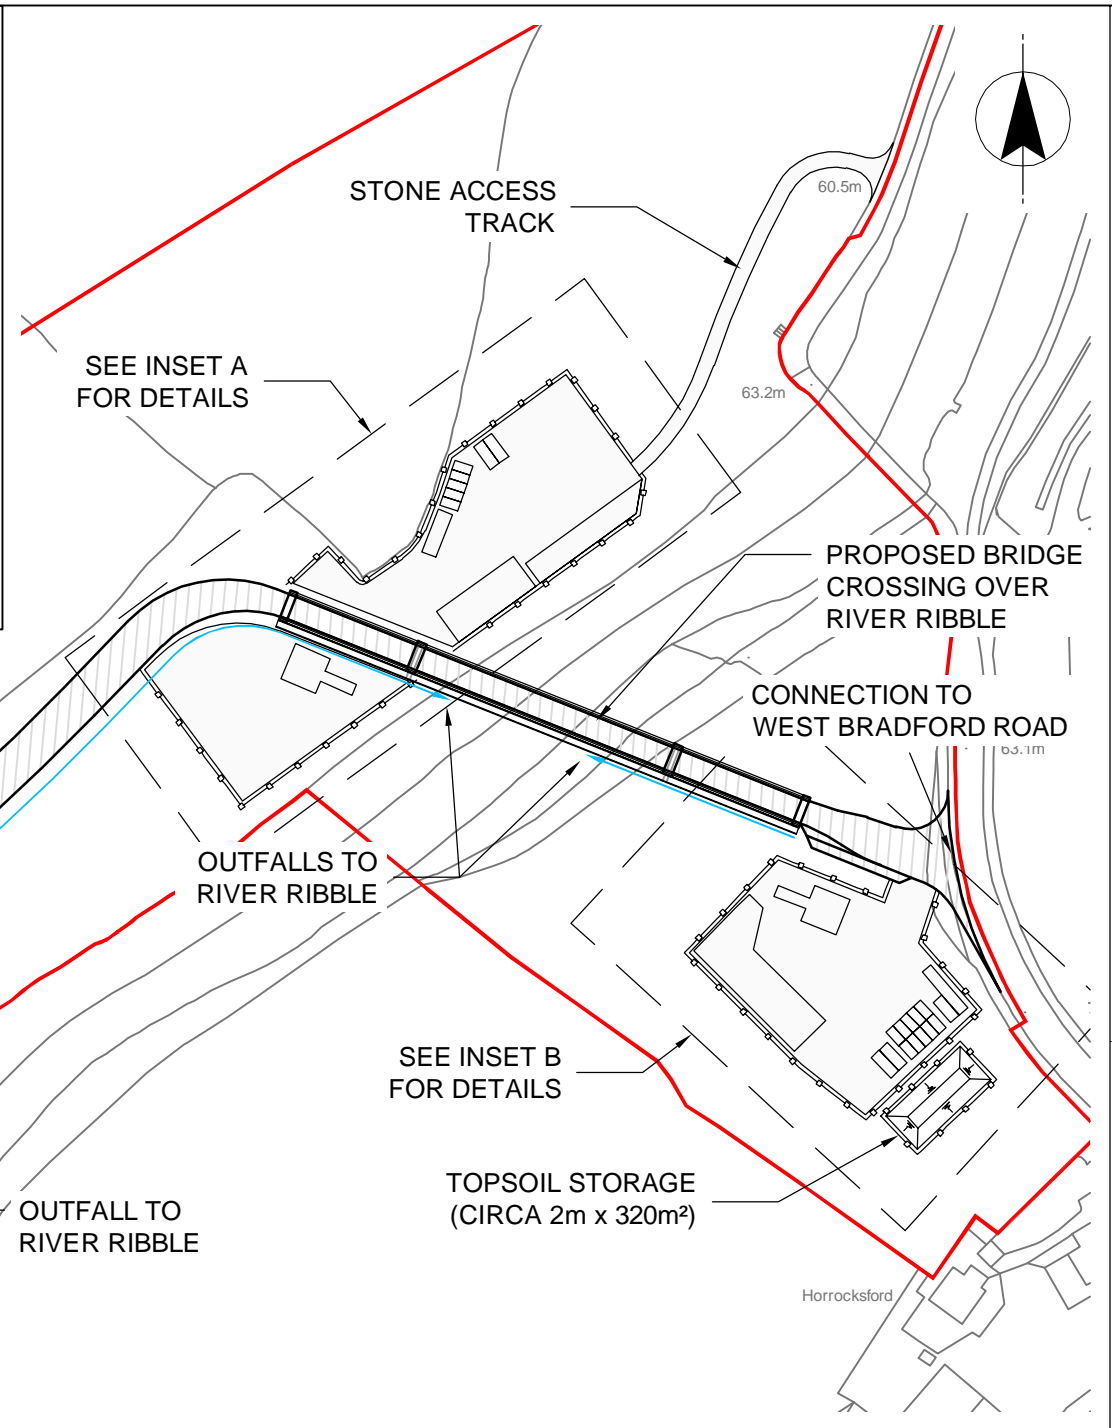 STONE ACCESS
TRACK
60.5m
SEE INSET A
FOR DETAILS
63.2m
PROPOSED BRIDGE
CROSSING OVER
RIVER RIBBLE
CONNECTION TO
WEST BRADFORD ROAD
63.1m
OUTFALLS TO
RIVER RIBBLE
SEE INSET B
FOR DETAILS
TOPSOIL STORAGE
(CIRCA 2m x 320m²)
OUTFALL TO
RIVER RIBBLE
Horrocksford